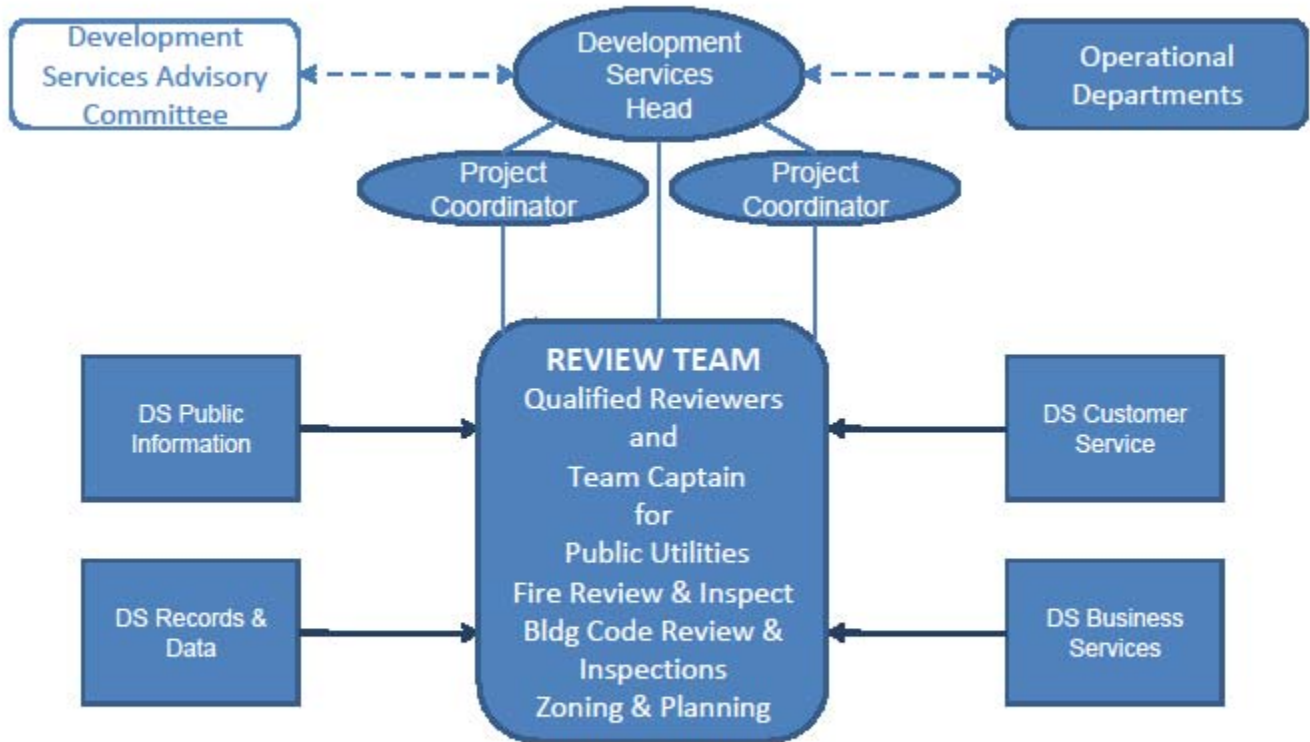 Development
Services Advisory
Committee
Development
Services
Head
Operational
Departments
Project
Coordinator
Project
Coordinator
REVIEW TEAM
Qualified Reviewers
and
Team Captain
for
Public Utilities
Fire Review & Inspect
Bldg Code Review &
Inspections
Zoning & Planning
DS Public
Information
DS Customer
Service
DS Records &
Data
DS Business
Services